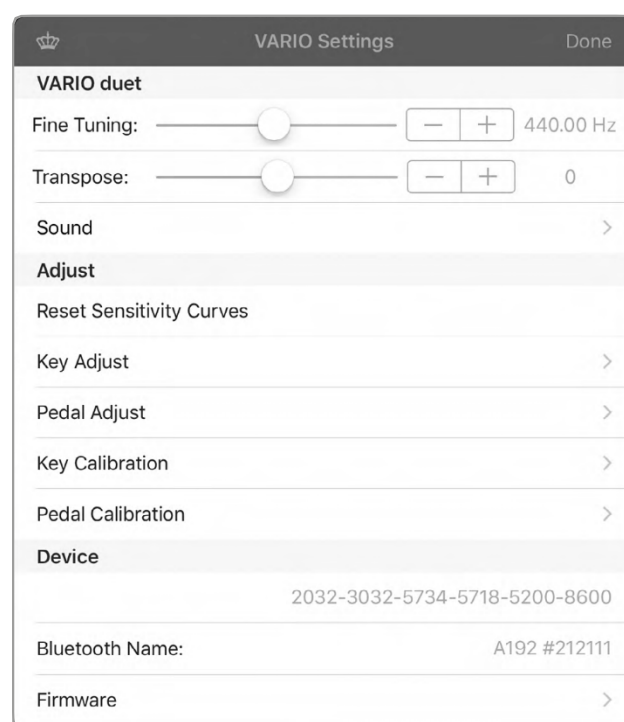 VARIO Settings Done
VARIO duet
Fine Tuning: − + 440.00 Hz
Transpose: − + 0
Sound >
Adjust
Reset Sensitivity Curves
Key Adjust >
Pedal Adjust >
Key Calibration >
Pedal Calibration >
Device
2032-3032-5734-5718-5200-8600
Bluetooth Name: A192 #212111
Firmware >